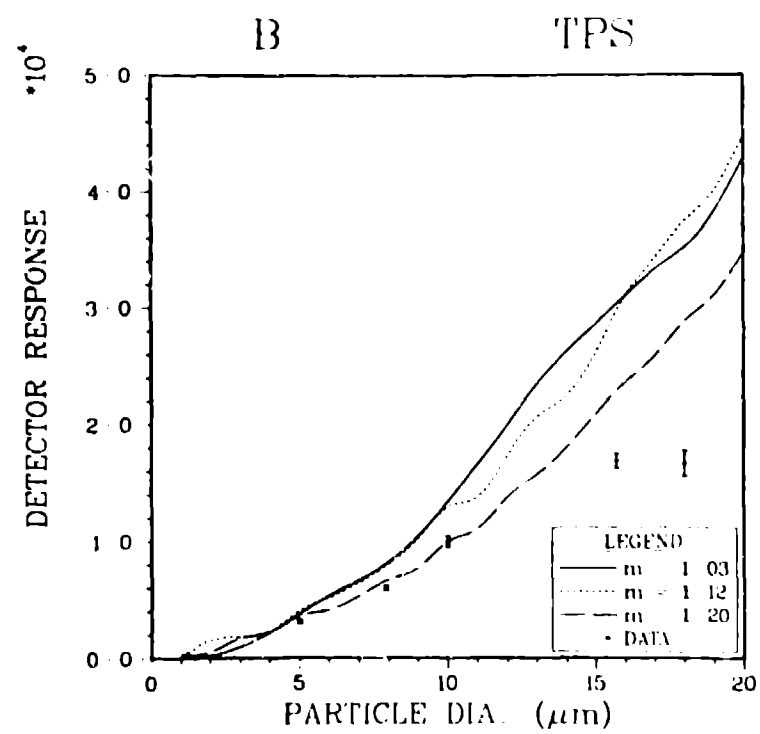 B TPS
*10⁴
5.0
4.0
3.0
2.0
1.0
0.0
DETECTOR RESPONSE
0 5 10 15 20
PARTICLE DIA. (μm)
LEGEND
m 1 03
m = 1 12
m 1 20
DATA